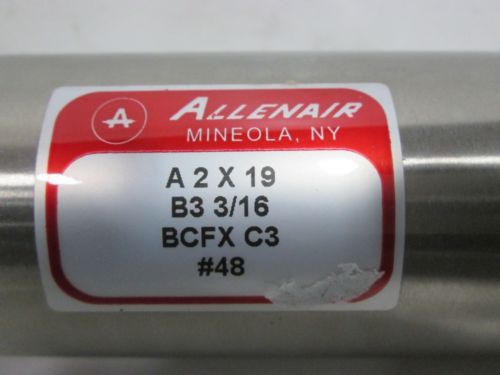 A ALLENAIR
MINEOLA, NY
A 2 X 19
B3 3/16
BCFX C3
#48